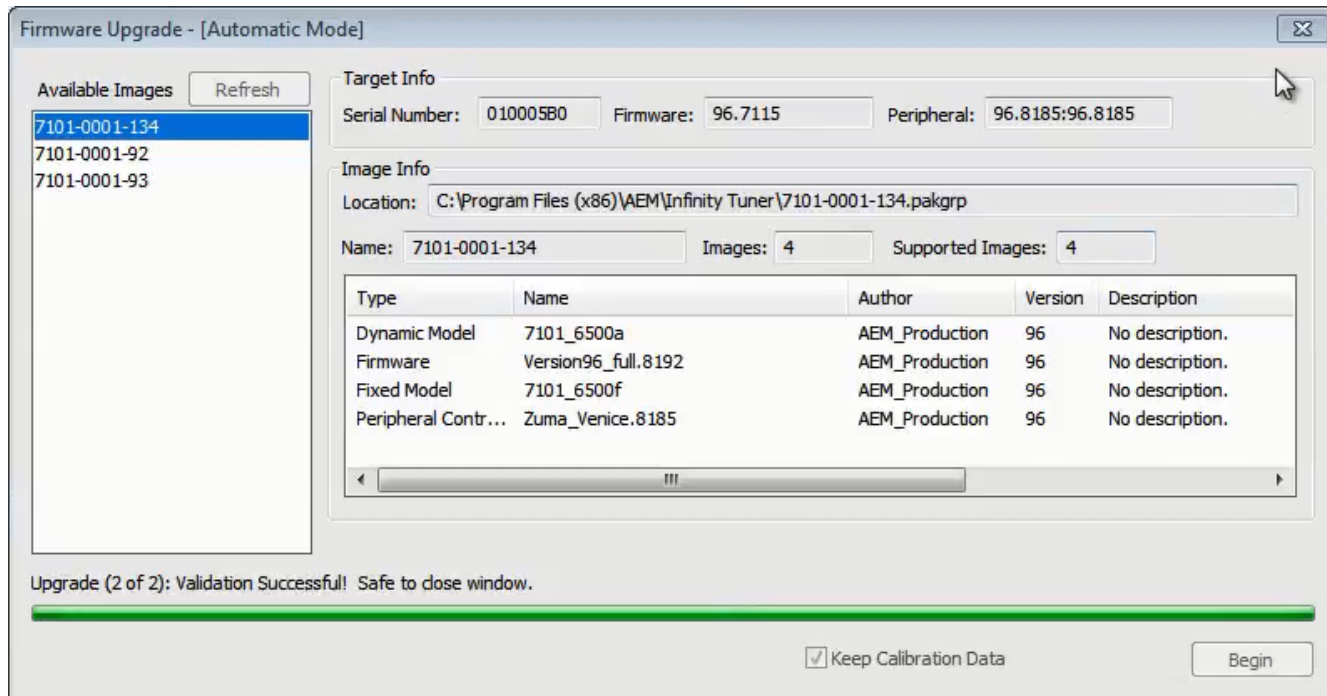 Firmware Upgrade - [Automatic Mode]
Available Images
Refresh
7101-0001-134
7101-0001-92
7101-0001-93
Target Info
Serial Number: 010005B0 Firmware: 96.7115 Peripheral: 96.8185:96.8185
Image Info
Location: C:\Program Files (x86)\AEM\Infinity Tuner\7101-0001-134.pakgrp
Name: 7101-0001-134 Images: 4 Supported Images: 4
Type Name Author Version Description
Dynamic Model 7101_6500a AEM_Production 96 No description.
Firmware Version96_full.8192 AEM_Production 96 No description.
Fixed Model 7101_6500f AEM_Production 96 No description.
Peripheral Contr... Zuma_Venice.8185 AEM_Production 96 No description.
Upgrade (2 of 2): Validation Successful! Safe to close window.
Keep Calibration Data
Begin